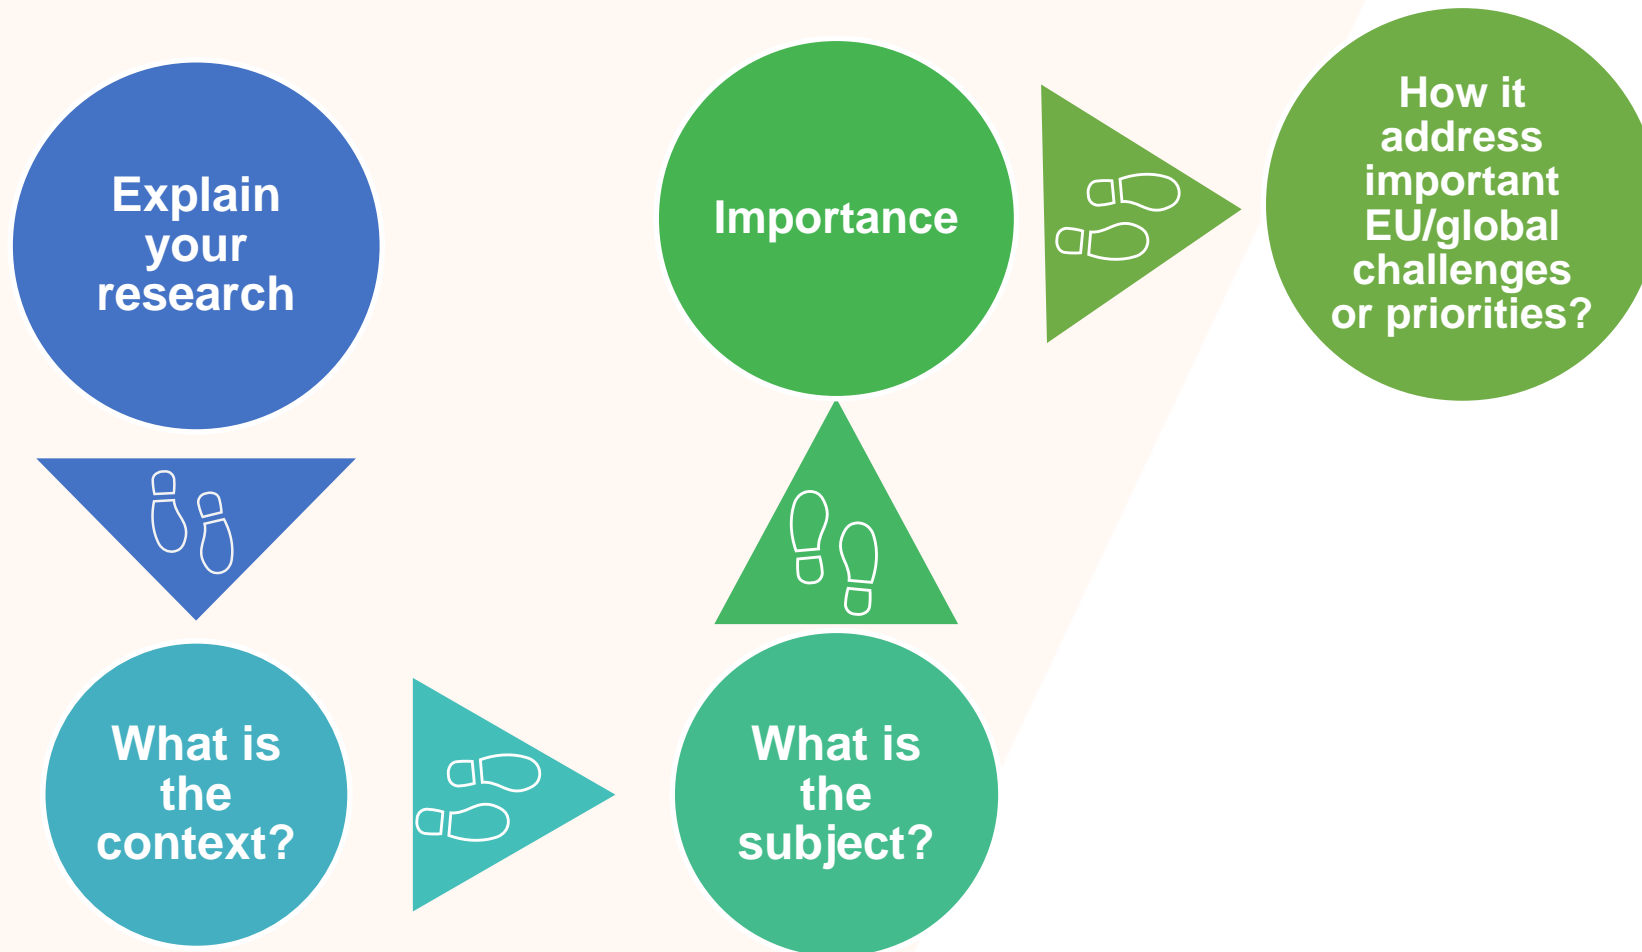 Explain
your
research
What is
the
context?
What is
the
subject?
Importance
How it
address
important
EU/global
challenges
or priorities?